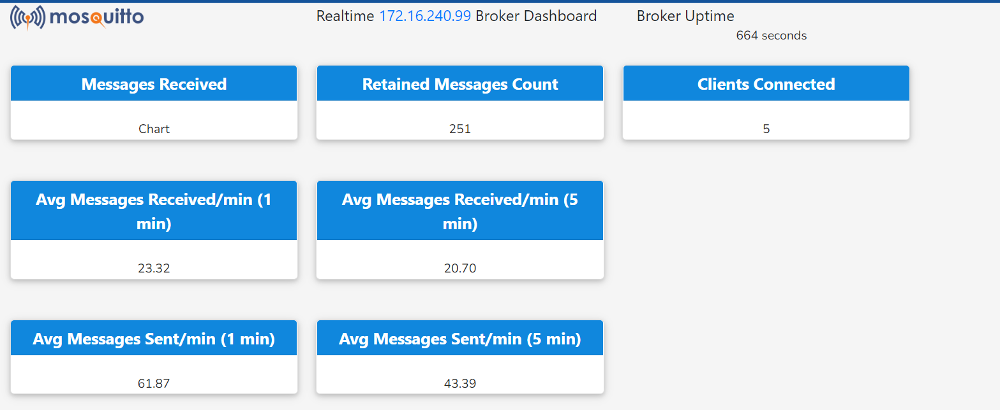 mosquitto
Realtime 172.16.240.99 Broker Dashboard
Broker Uptime
664 seconds
Messages Received
Chart
Retained Messages Count
251
Clients Connected
5
Avg Messages Received/min (1
min)
23.32
Avg Messages Received/min (5
min)
20.70
Avg Messages Sent/min (1 min)
61.87
Avg Messages Sent/min (5 min)
43.39